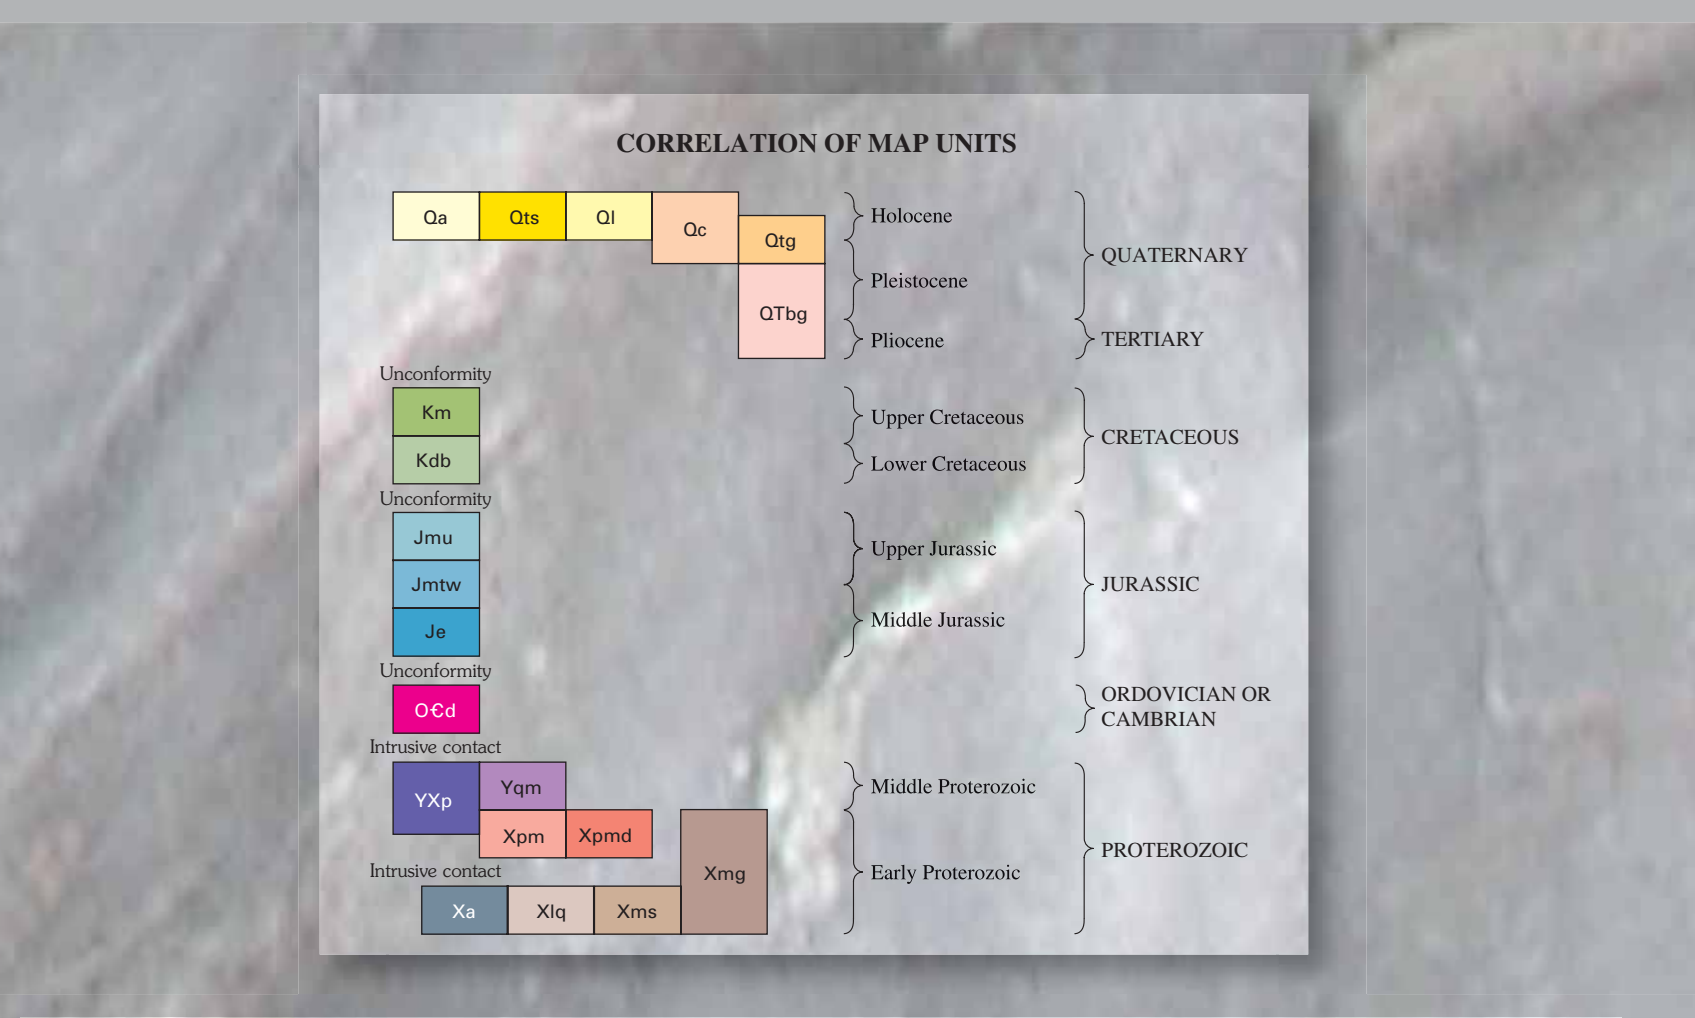 CORRELATION OF MAP UNITS
Qa
Qts
Ql
Qc
Qtg
QTbg
Holocene
Pleistocene
Pliocene
QUATERNARY
TERTIARY
Unconformity
Km
Kdb
Upper Cretaceous
Lower Cretaceous
CRETACEOUS
Unconformity
Jmu
Jmtw
Je
Upper Jurassic
Middle Jurassic
JURASSIC
Unconformity
O€d
ORDOVICIAN OR
CAMBRIAN
Intrusive contact
YXp
Yqm
Xpm
Xpmd
Xmg
Middle Proterozoic
Early Proterozoic
PROTEROZOIC
Intrusive contact
Xa
Xlq
Xms